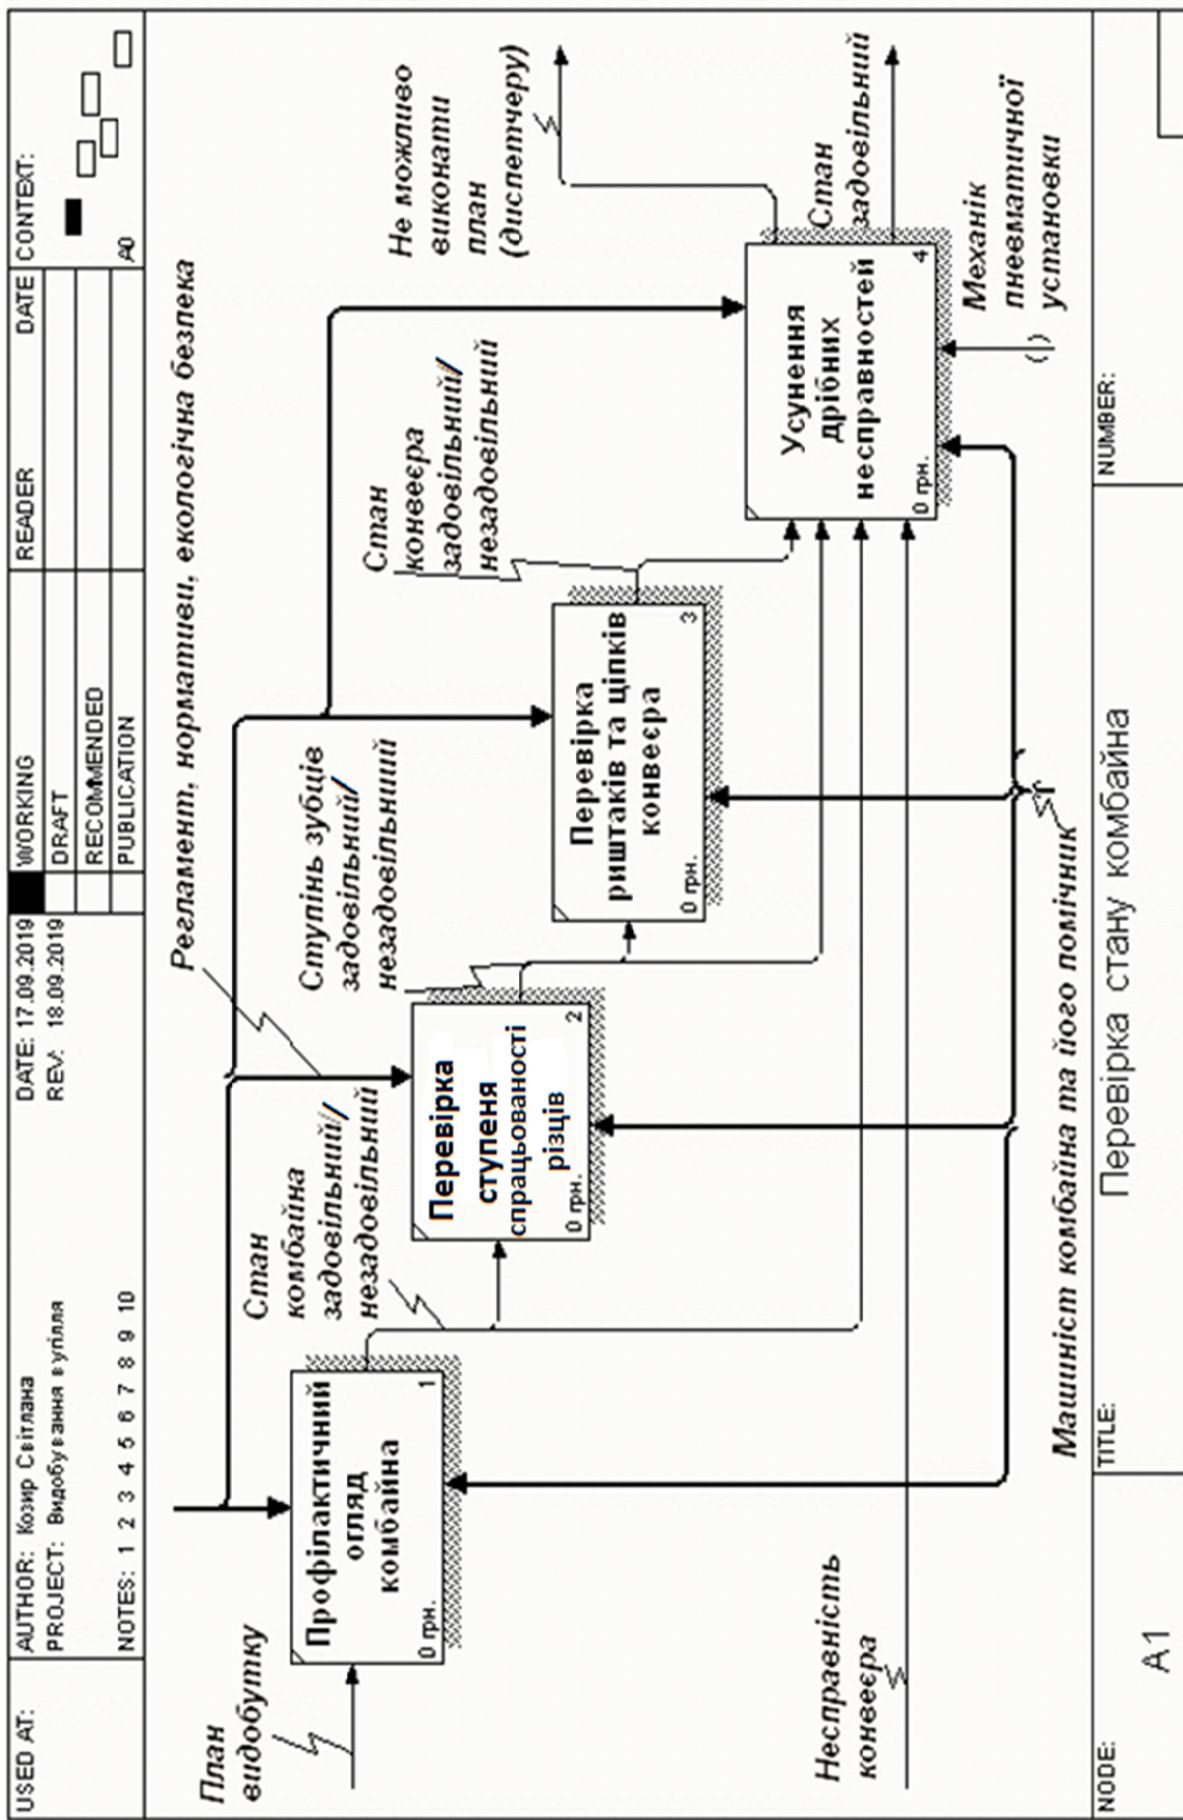 USED AT:
AUTHOR: Козир Світлана
PROJECT: Видобування вугілля
NOTES: 1 2 3 4 5 6 7 8 9 10
DATE: 17.09.2019
REV: 18.09.2019
WORKING
DRAFT
RECOMMENDED
PUBLICATION
READER
DATE
CONTEXT:
A0
Регламент, нормативи, екологічна безпека
План
видобутку
Профілактичний
огляд
комбайна
0 грн.
1
Стан
комбайна
задовільний/
незадовільний
Перевірка
ступеня
спрацьованості
різців
0 грн.
2
Ступінь зубців
задовільний/
незадовільний
Перевірка
риштаків та ціпків
конвеєра
0 грн.
3
Стан
конвеєра
задовільний/
незадовільний
Усунення
дрібних
несправностей
0 грн.
4
Не можливо
виконати
план
(диспетчеру)
Стан
задовільний
Механік
пневматичної
установки
Несправність
конвеєра
Машиніст комбайна та його помічник
NODE:
A1
TITLE:
Перевірка стану комбайна
NUMBER: